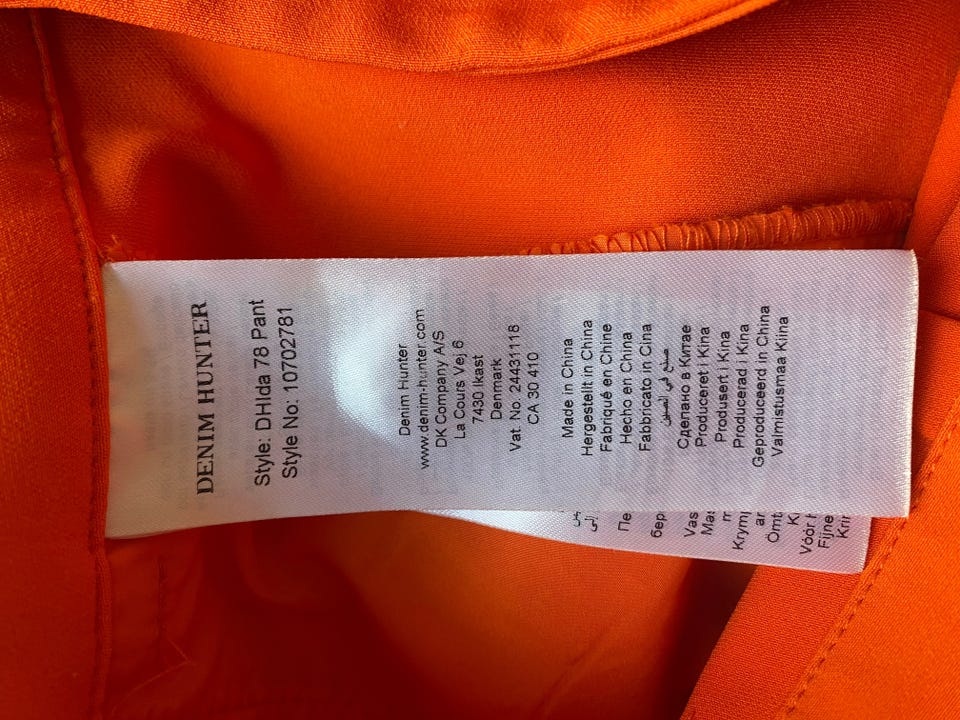 DENIM HUNTER
Style: DHIda 78 Pant
Style No: 10702781
Denim Hunter
www.denim-hunter.com
DK Company A/S
La Cours Vej 6
7430 Ikast
Denmark
Vat. No 24431118
CA 30 410
Made in China
Hergestellt in China
Fabriqué en Chine
Hecho en China
Fabbricato in Cina
صنع في الصين
Сделано в Китае
Produceret i Kina
Produsert i Kina
Producerad i Kina
Geproduceerd in China
Valmistusmaa Kiina
Vóór
Fijne